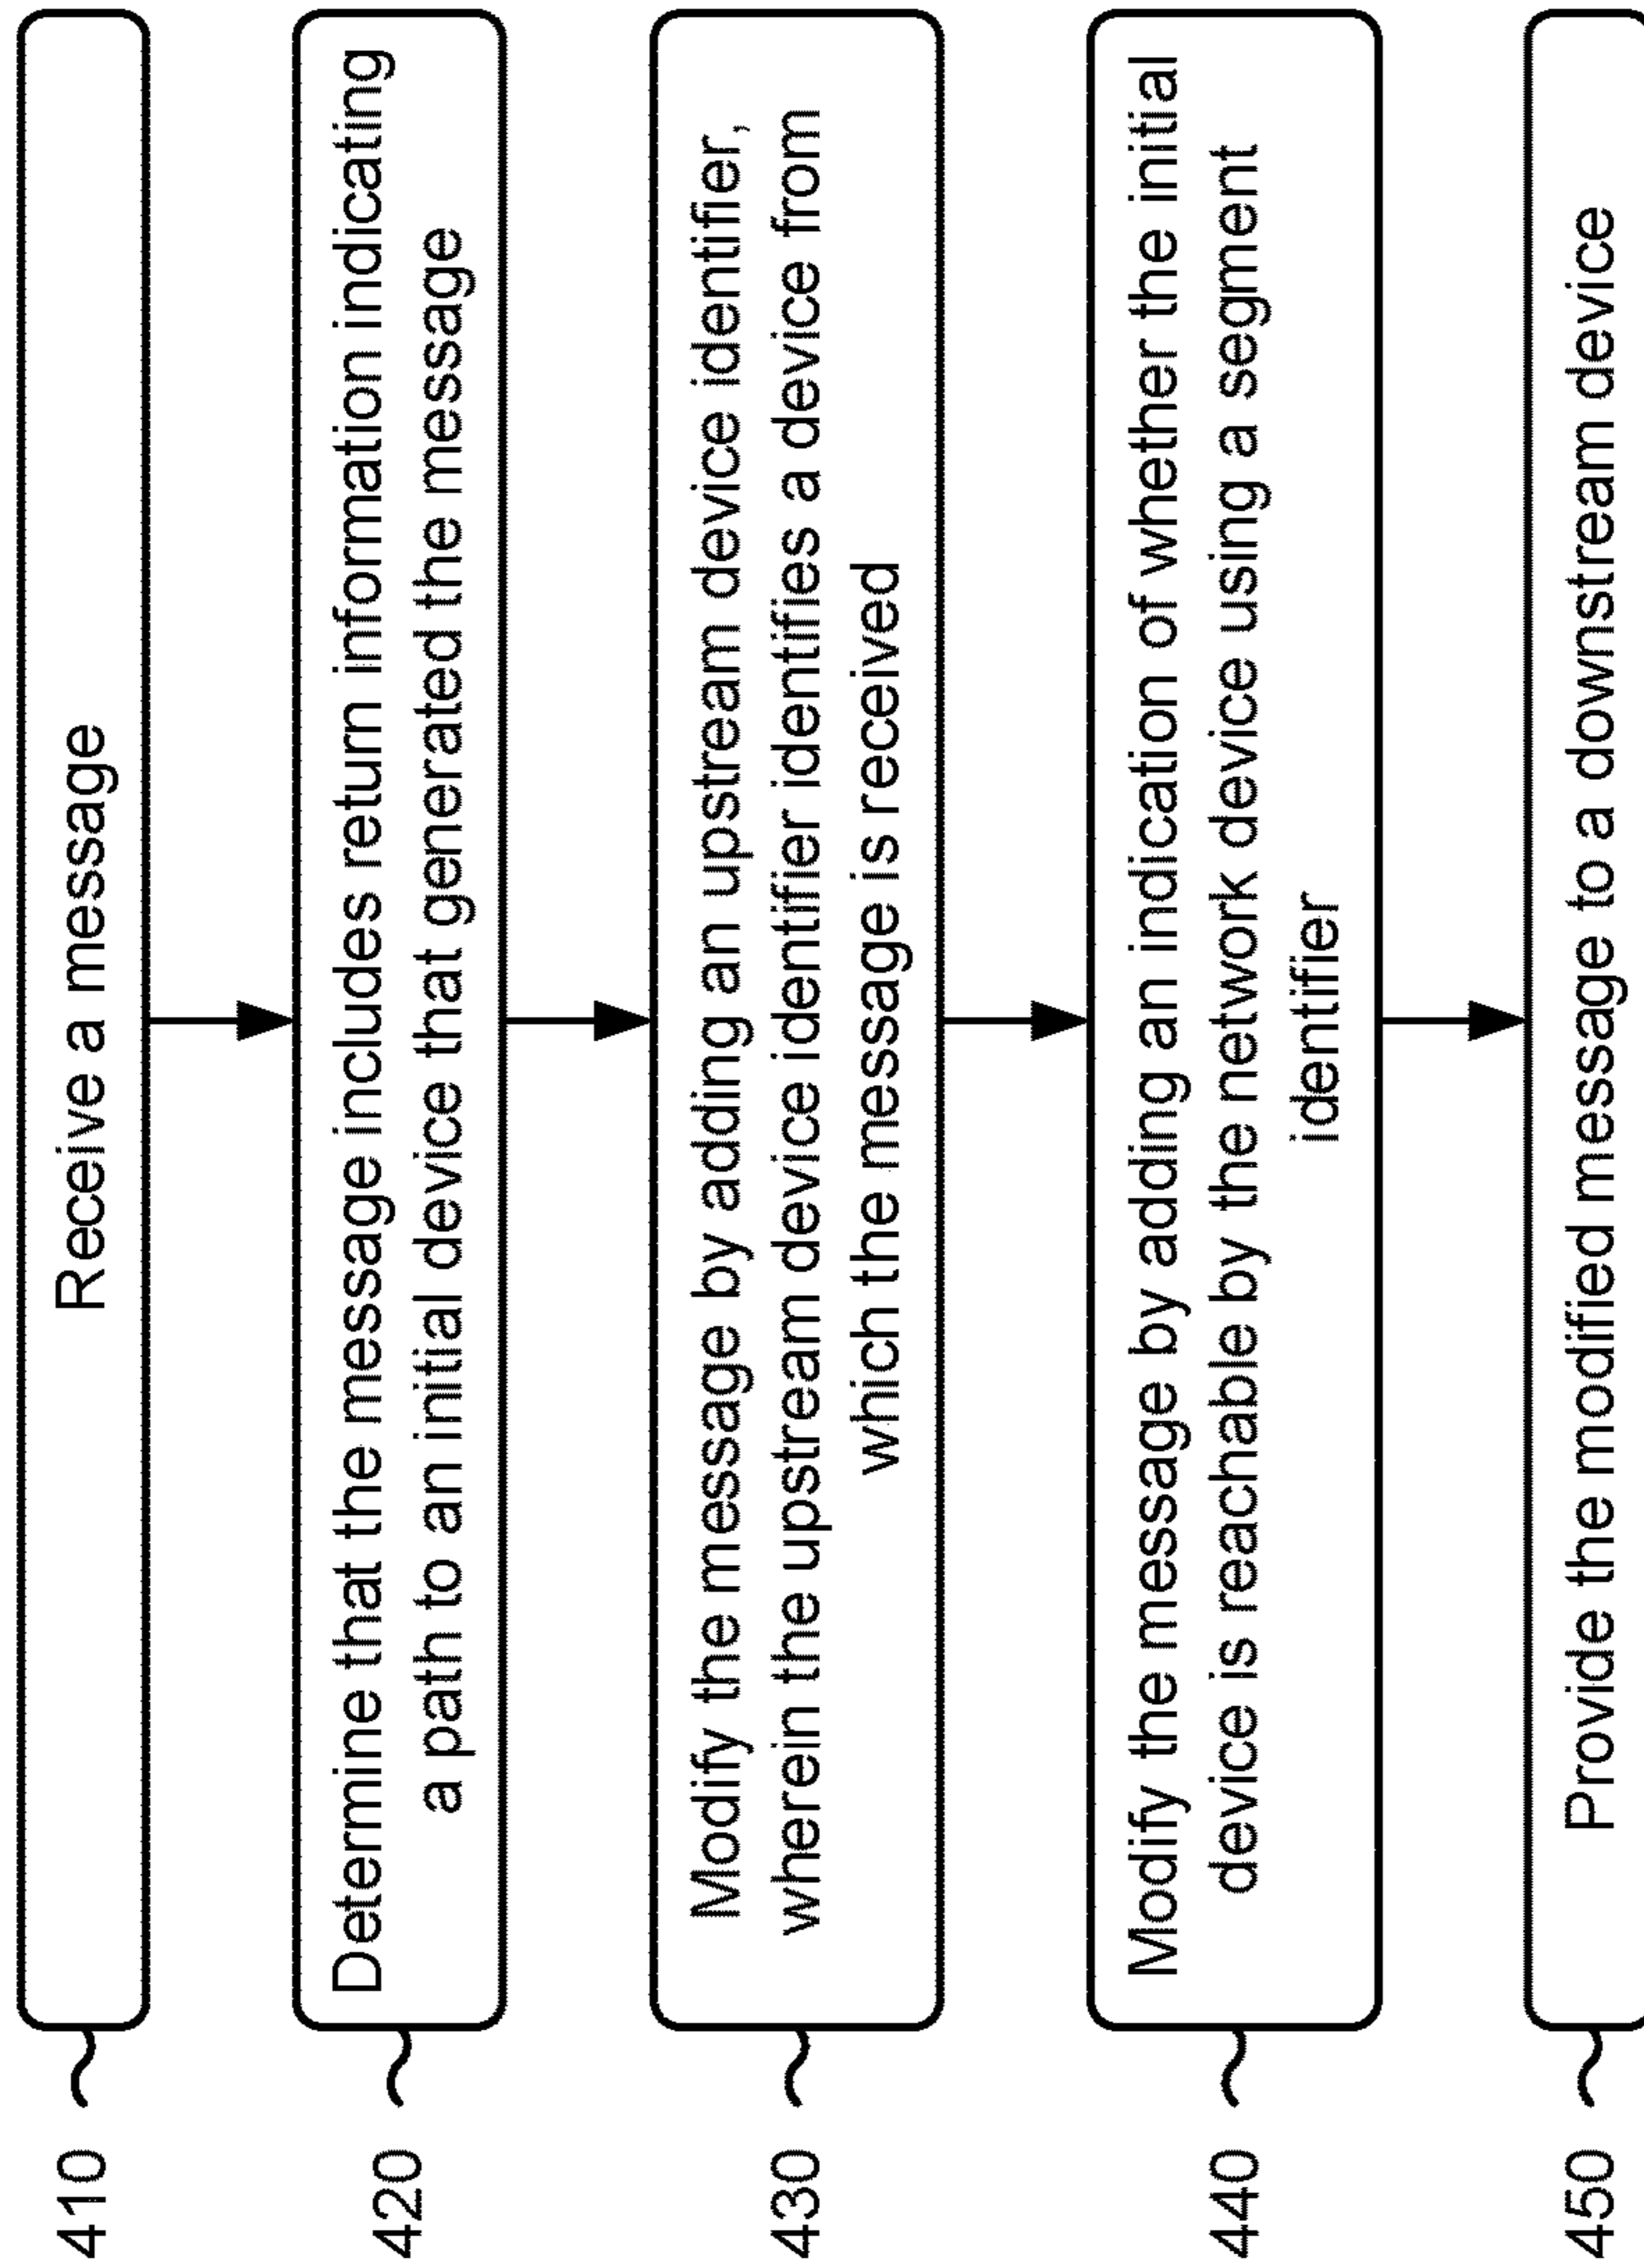 410
Receive a message
420
Determine that the message includes return information indicating
a path to an initial device that generated the message
430
Modify the message by adding an upstream device identifier,
wherein the upstream device identifier identifies a device from
which the message is received
440
Modify the message by adding an indication of whether the initial
device is reachable by the network device using a segment
identifier
450
Provide the modified message to a downstream device